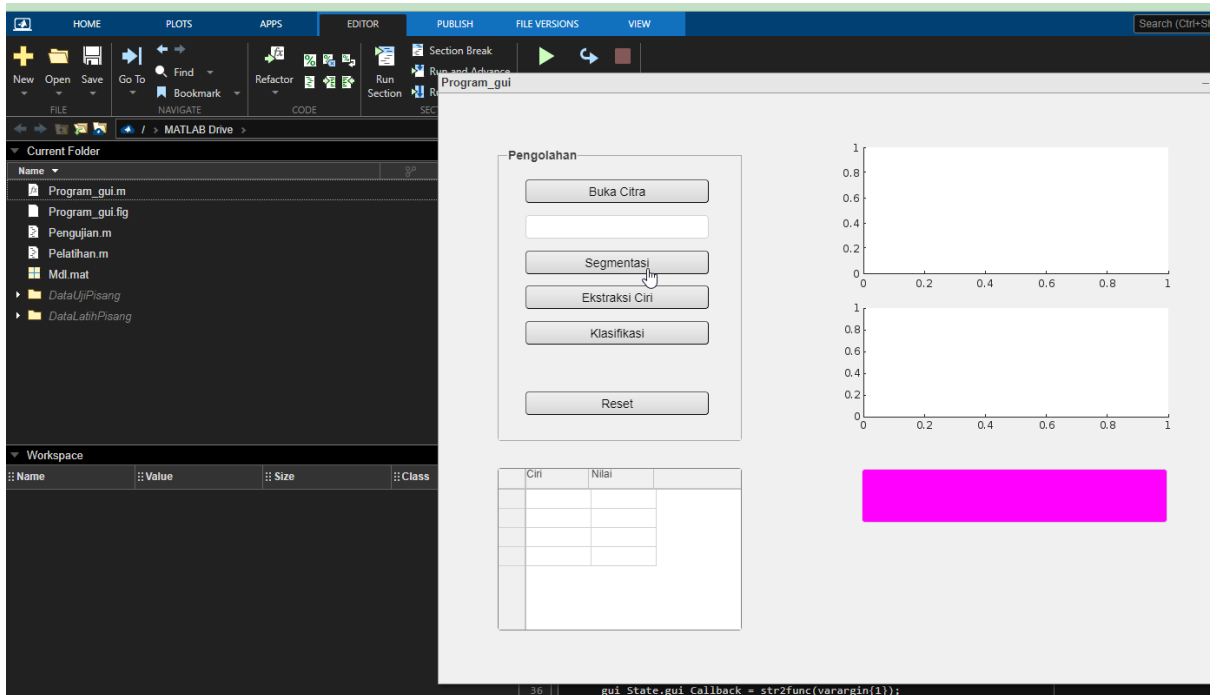 HOME PLOTS APPS EDITOR PUBLISH FILE VERSIONS VIEW Search (Ctrl+Sh
New Open Save Go To Find Bookmark Refactor Run Section Section Break Run and Advance
FILE NAVIGATE CODE SEC
/ > MATLAB Drive >
Current Folder
Name
Program_gui.m
Program_gui.fig
Pengujian.m
Pelatihan.m
Mdl.mat
DataUjiPisang
DataLatihPisang
Workspace
Name Value Size Class
Program_gui
Pengolahan
Buka Citra
Segmentasi
Ekstraksi Ciri
Klasifikasi
Reset
Ciri Nilai
1
0.8
0.6
0.4
0.2
0
0 0.2 0.4 0.6 0.8 1
1
0.8
0.6
0.4
0.2
0
0 0.2 0.4 0.6 0.8 1
36 gui_State.gui_Callback = str2func(varargin{1});